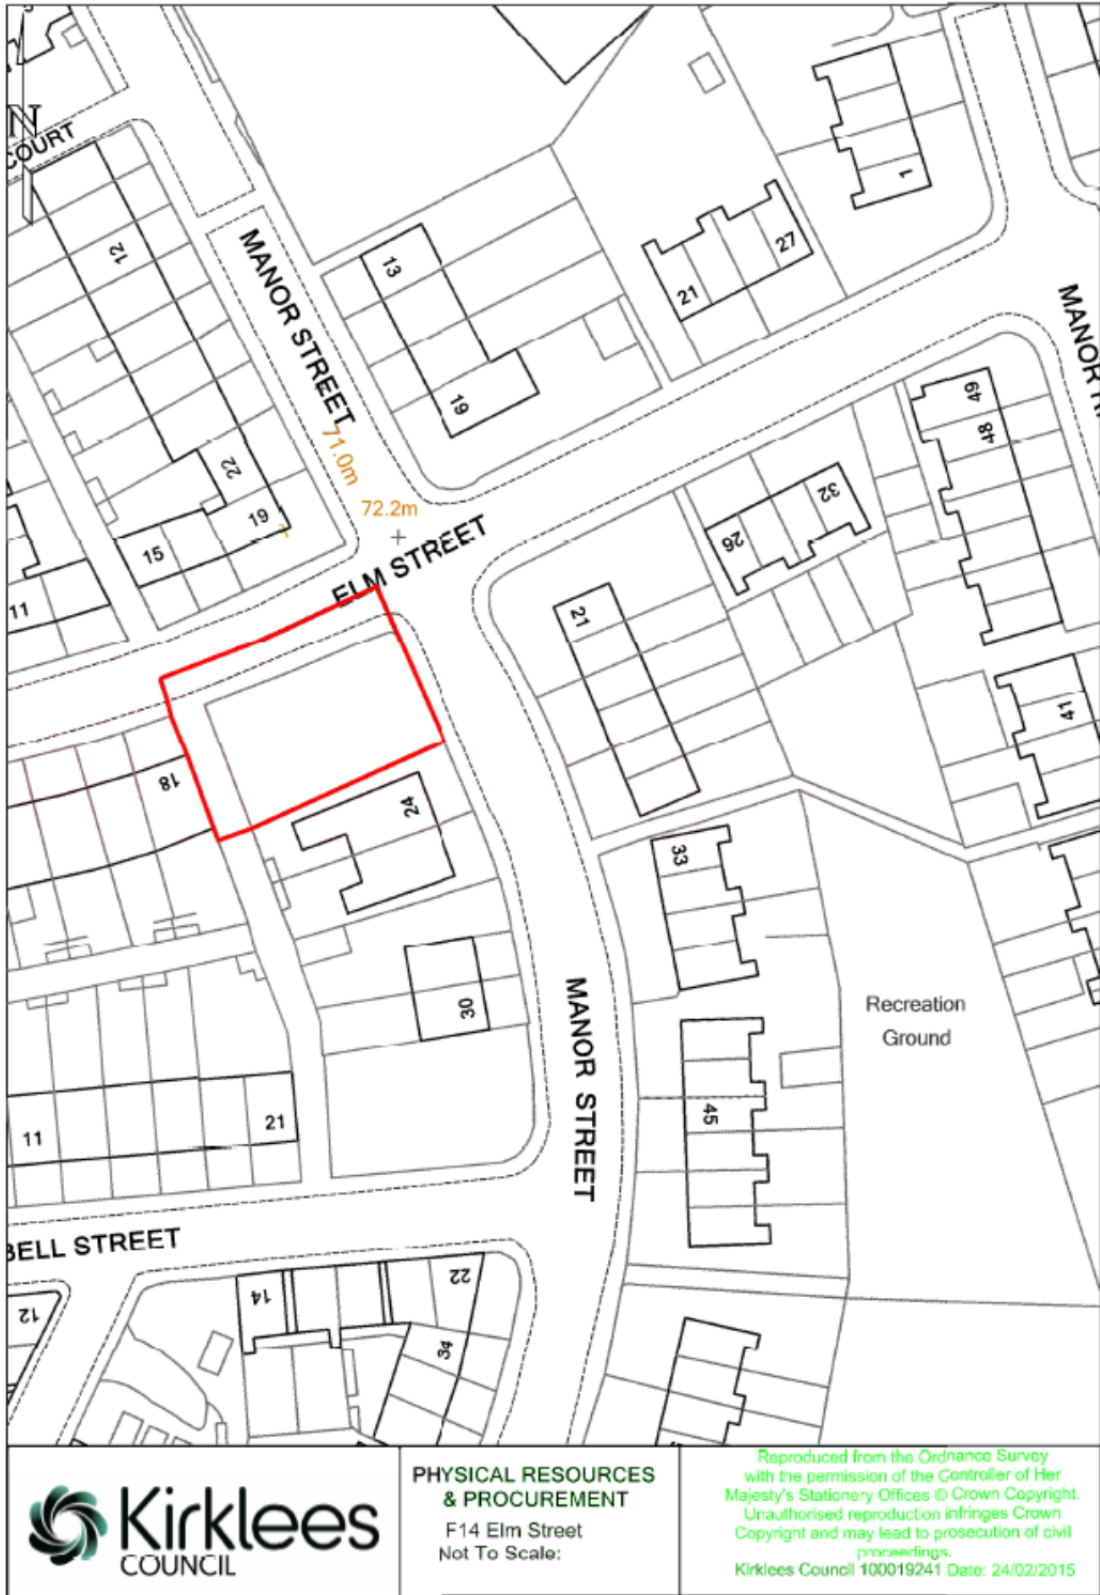 N
COURT
12
MANOR STREET
13
19
21
27
1
MANOR
71.0m
72.2m
22
19
15
11
ELM STREET
49
48
32
26
21
41
18
24
33
30
MANOR STREET
45
Recreation
Ground
11
21
BELL STREET
12
14
22
34
Kirklees
COUNCIL
PHYSICAL RESOURCES
& PROCUREMENT
F14 Elm Street
Not To Scale:
Reproduced from the Ordnance Survey
with the permission of the Controller of Her
Majesty's Stationery Offices © Crown Copyright.
Unauthorised reproduction infringes Crown
Copyright and may lead to prosecution of civil
proceedings.
Kirklees Council 100019241 Date: 24/02/2015